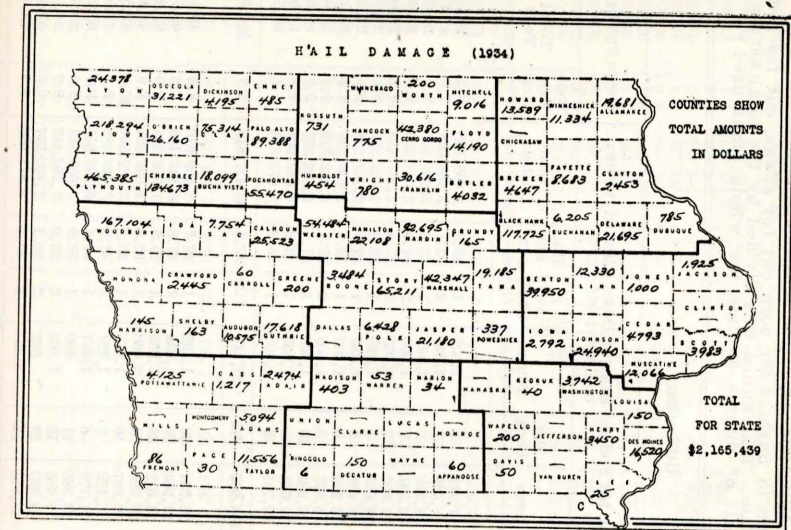 HAIL DAMAGE (1934)
COUNTIES SHOW
TOTAL AMOUNTS
IN DOLLARS
24,378
OSCEOLA
31,221
DICKINSON
4195
EMMET
485
WINNEBAGO
—
200
WORTH
MITCHELL
9,016
HOWARD
13,539
WINNESHIEK
11,334
19,681
ALLAMAKEE
218,294
SIOUX
O'BRIEN
26,160
75,314
CLAY
PALO ALTO
89,388
KOSSUTH
731
HANCOCK
775
42,380
CERRO GORDO
FLOYD
14,190
—
CHICKASAW
465,385
PLYMOUTH
CHEROKEE
134673
18,099
BUENA VISTA
POCAHONTAS
55,470
HUMBOLDT
454
WRIGHT
780
30,616
FRANKLIN
BUTLER
4032
BREMER
4647
FAYETTE
8,683
CLAYTON
2,453
167,104
WOODBURY
—
7,754
SAC
CALHOUN
25,523
54,484
WEBSTER
HAMILTON
22,108
92,695
HARDIN
GRUNDY
165
BLACK HAWK
117,725
6,205
BUCHANAN
DELAWARE
21,695
785
DUBUQUE
MONONA
—
CRAWFORD
2,445
60
CARROLL
GREENE
200
3,484
BOONE
STORY
65,211
42,347
MARSHALL
19,185
TAMA
BENTON
39,950
12,330
LINN
JONES
1,000
1,925
JACKSON
—
CLINTON
145
HARRISON
SHELBY
163
AUDUBON
10,575
17,618
GUTHRIE
—
DALLAS
6,428
JASPER
21,180
337
POWESHIEK
IOWA
2,792
JOHNSON
24,940
CEDAR
4,793
SCOTT
3,983
MUSCATINE
12,066
4125
POTTAWATTAMIE
CASS
1,217
2,474
ADAIR
MADISON
403
53
WARREN
MARION
34
—
MAHASKA
KEOKUK
40
3,742
WASHINGTON
LOUISA
150
—
MILLS
MONTGOMERY
—
5,094
ADAMS
UNION
—
—
CLARKE
LUCAS
—
—
MONROE
WAPELLO
200
—
JEFFERSON
HENRY
3450
DES MOINES
16,520
86
FREMONT
PAGE
30
11,556
TAYLOR
RINGGOLD
6
150
DECATUR
WAYNE
—
60
APPANOOSE
DAVIS
50
—
VAN BUREN
LEE
25
TOTAL
FOR STATE
$2,165,439
C